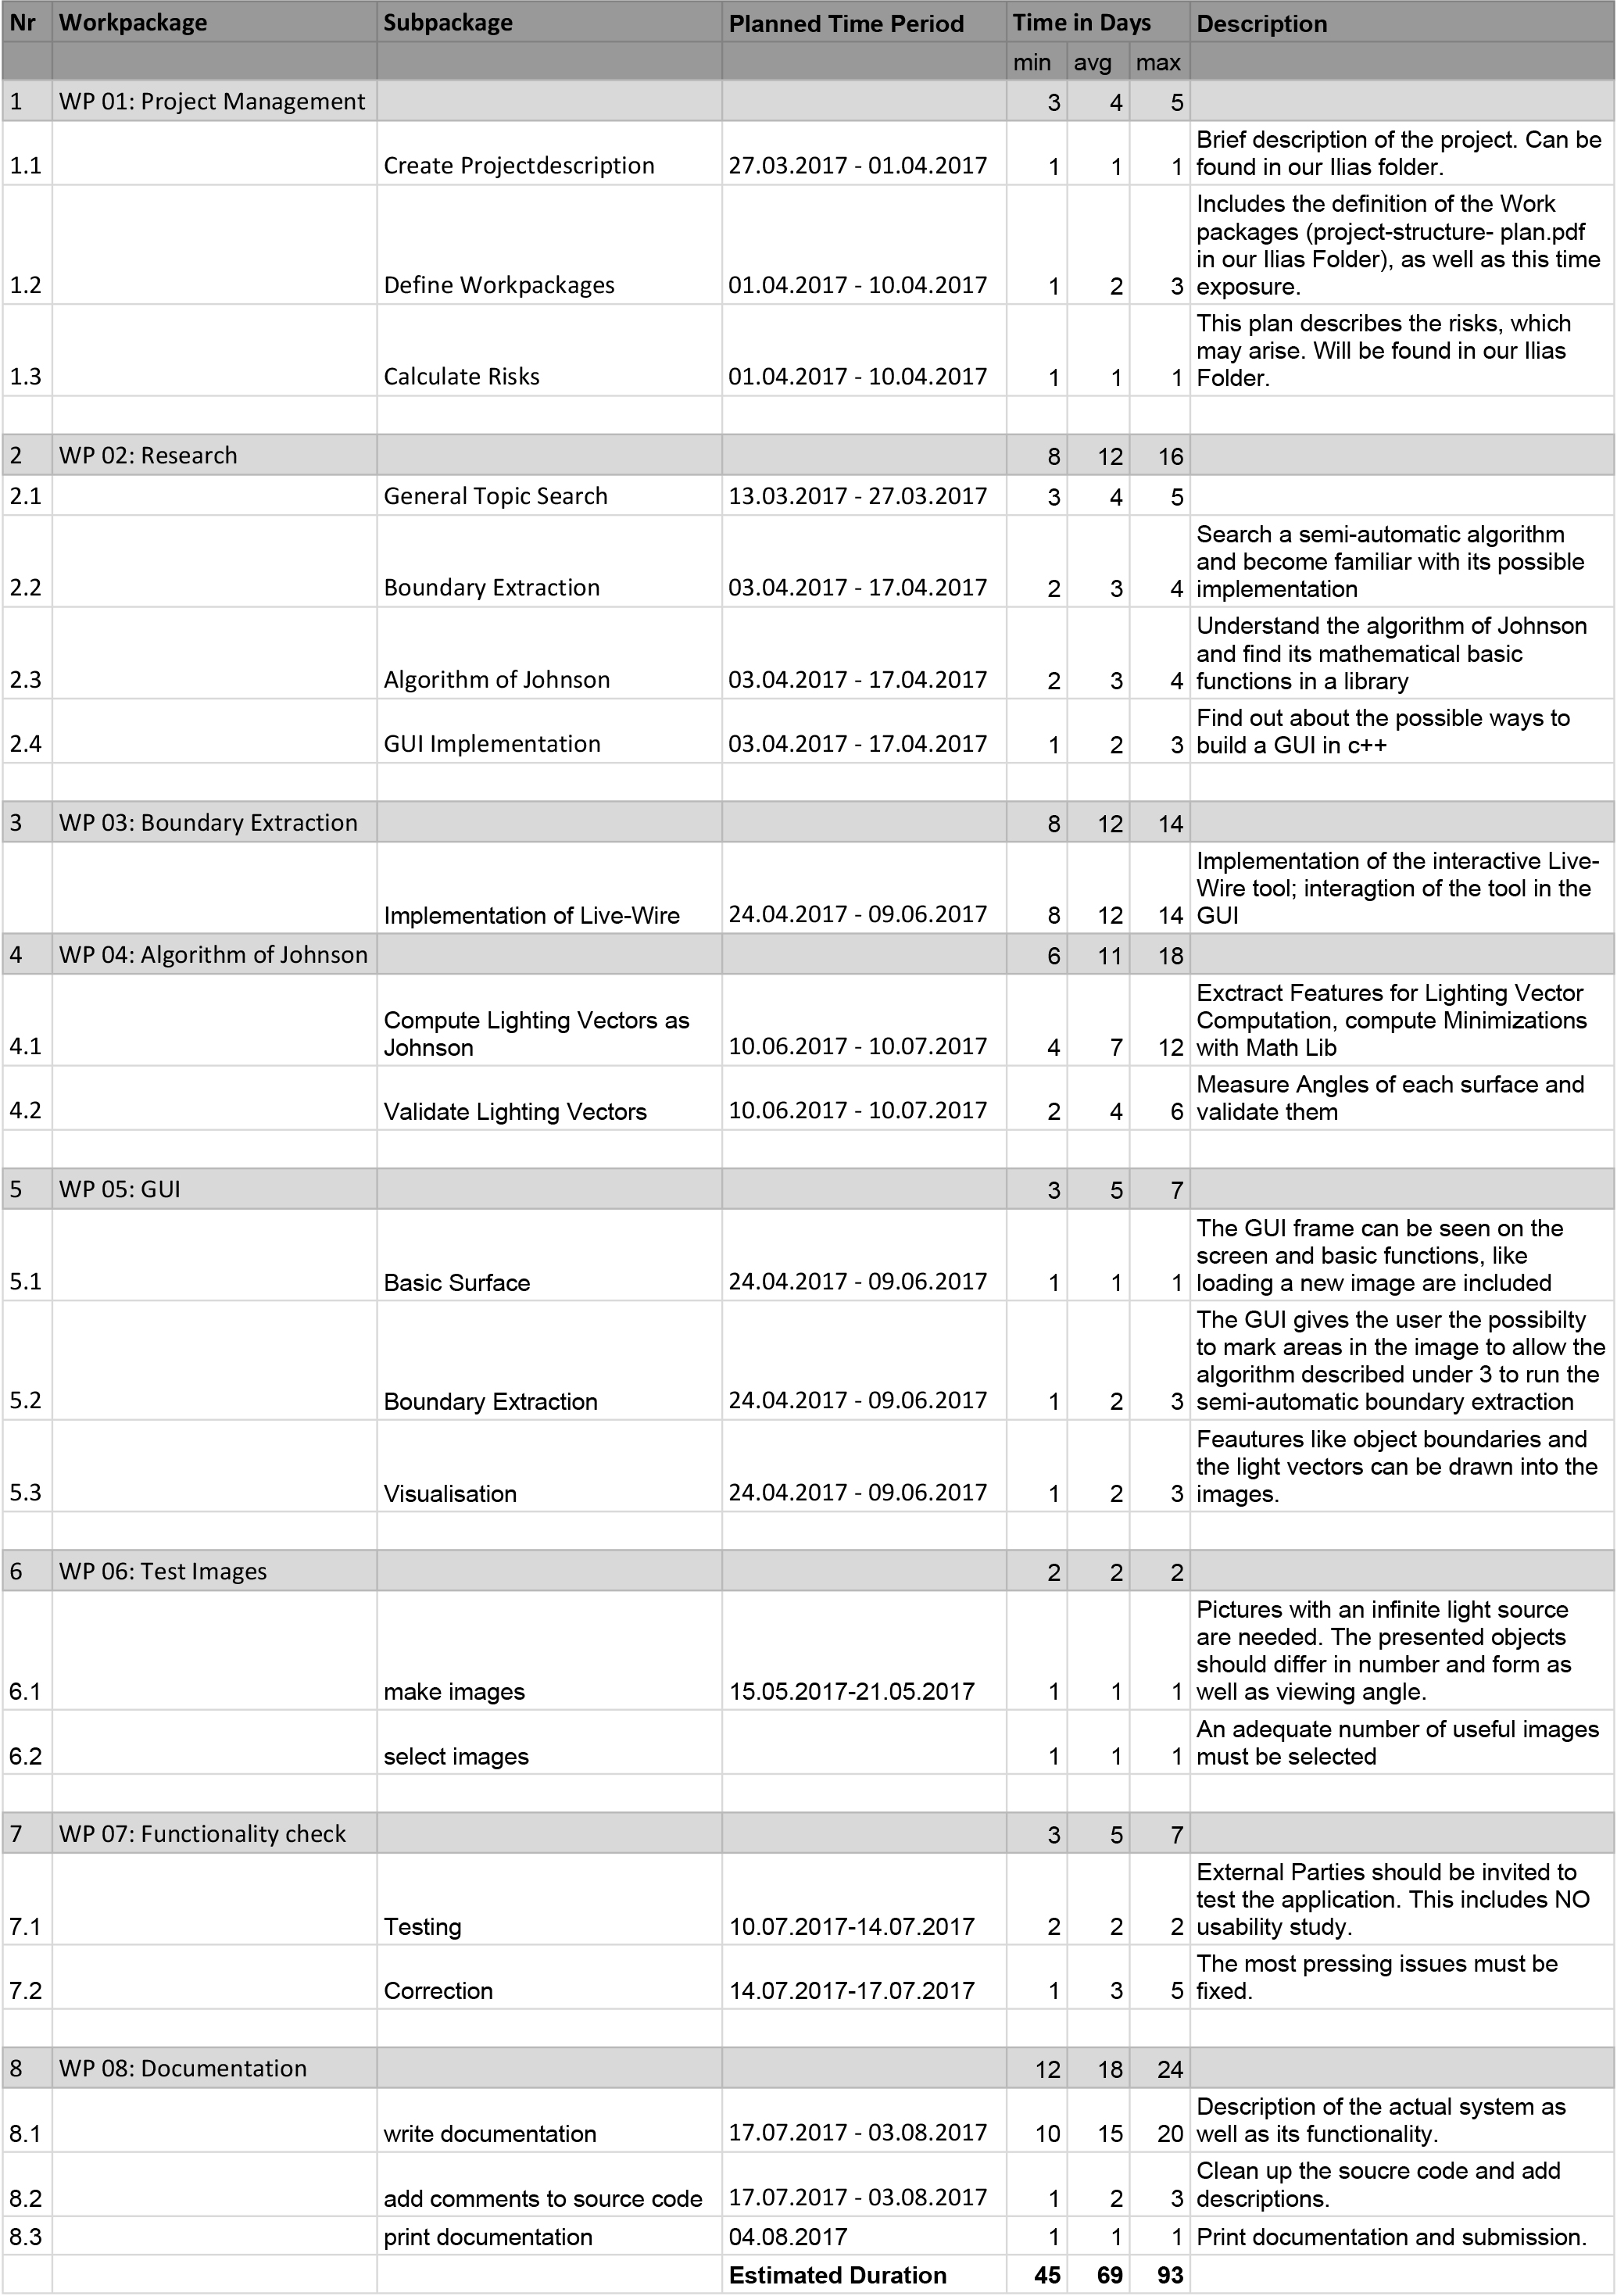 Nr Workpackage Subpackage Planned Time Period Time in Days Description
min avg max
1 WP 01: Project Management 3 4 5
1.1 Create Projectdescription 27.03.2017 - 01.04.2017 1 1 1 Brief description of the project. Can be
found in our Ilias folder.
1.2 Define Workpackages 01.04.2017 - 10.04.2017 1 2 3 Includes the definition of the Work
packages (project-structure- plan.pdf
in our Ilias Folder), as well as this time
exposure.
1.3 Calculate Risks 01.04.2017 - 10.04.2017 1 1 1 This plan describes the risks, which
may arise. Will be found in our Ilias
Folder.
2 WP 02: Research 8 12 16
2.1 General Topic Search 13.03.2017 - 27.03.2017 3 4 5
2.2 Boundary Extraction 03.04.2017 - 17.04.2017 2 3 4 Search a semi-automatic algorithm
and become familiar with its possible
implementation
2.3 Algorithm of Johnson 03.04.2017 - 17.04.2017 2 3 4 Understand the algorithm of Johnson
and find its mathematical basic
functions in a library
2.4 GUI Implementation 03.04.2017 - 17.04.2017 1 2 3 Find out about the possible ways to
build a GUI in c++
3 WP 03: Boundary Extraction 8 12 14
Implementation of Live-Wire 24.04.2017 - 09.06.2017 8 12 14 Implementation of the interactive Live-
Wire tool; interagtion of the tool in the
GUI
4 WP 04: Algorithm of Johnson 6 11 18
4.1 Compute Lighting Vectors as
Johnson 10.06.2017 - 10.07.2017 4 7 12 Exctract Features for Lighting Vector
Computation, compute Minimizations
with Math Lib
4.2 Validate Lighting Vectors 10.06.2017 - 10.07.2017 2 4 6 Measure Angles of each surface and
validate them
5 WP 05: GUI 3 5 7
5.1 Basic Surface 24.04.2017 - 09.06.2017 1 1 1 The GUI frame can be seen on the
screen and basic functions, like
loading a new image are included
5.2 Boundary Extraction 24.04.2017 - 09.06.2017 1 2 3 The GUI gives the user the possibilty
to mark areas in the image to allow the
algorithm described under 3 to run the
semi-automatic boundary extraction
5.3 Visualisation 24.04.2017 - 09.06.2017 1 2 3 Feautures like object boundaries and
the light vectors can be drawn into the
images.
6 WP 06: Test Images 2 2 2
6.1 make images 15.05.2017-21.05.2017 1 1 1 Pictures with an infinite light source
are needed. The presented objects
should differ in number and form as
well as viewing angle.
6.2 select images 1 1 1 An adequate number of useful images
must be selected
7 WP 07: Functionality check 3 5 7
7.1 Testing 10.07.2017-14.07.2017 2 2 2 External Parties should be invited to
test the application. This includes NO
usability study.
7.2 Correction 14.07.2017-17.07.2017 1 3 5 The most pressing issues must be
fixed.
8 WP 08: Documentation 12 18 24
8.1 write documentation 17.07.2017 - 03.08.2017 10 15 20 Description of the actual system as
well as its functionality.
8.2 add comments to source code 17.07.2017 - 03.08.2017 1 2 3 Clean up the soucre code and add
descriptions.
8.3 print documentation 04.08.2017 1 1 1 Print documentation and submission.
Estimated Duration 45 69 93